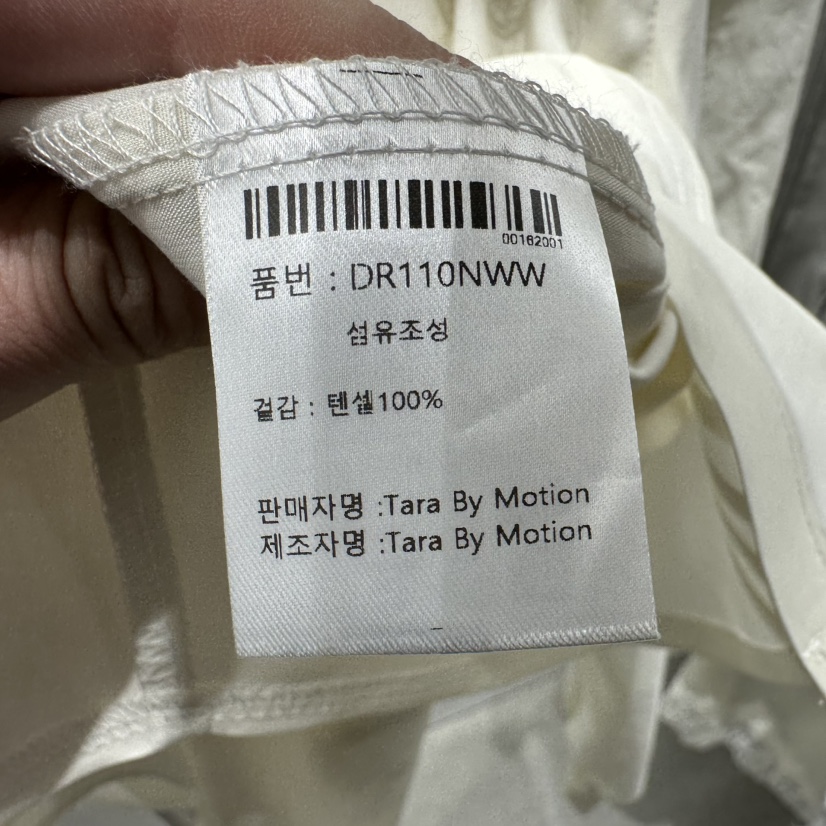 00162001
품번 : DR110NWW
섬유조성
겉감 : 텐셀100%
판매자명 :Tara By Motion
제조자명 :Tara By Motion